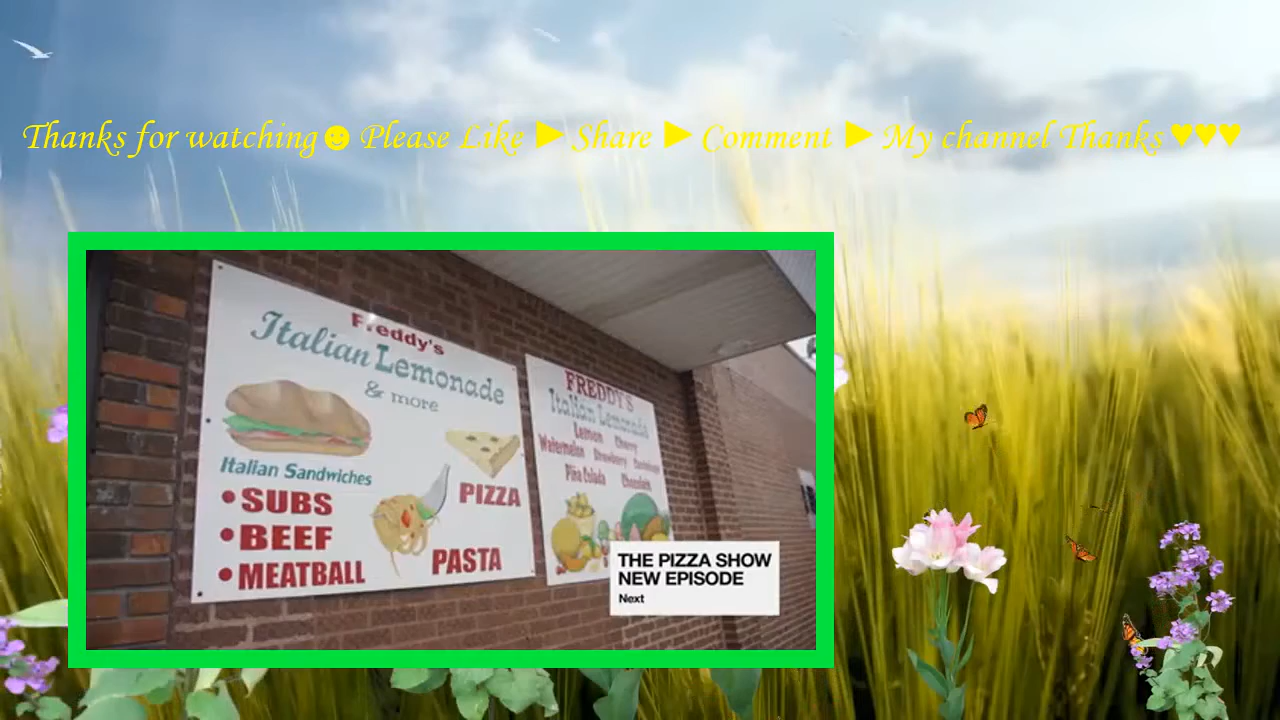 Thanks for watching☻Please Like ► Share ► Comment ► My channel Thanks♥♥♥
Freddy's
Italian Lemonade
& more
Italian Sandwiches
•SUBS
•BEEF
•MEATBALL
PIZZA
PASTA
FREDDY'S
Italian Lemonade
Lemon Cherry
Watermelon Strawberry
Piña Colada Chocolate
THE PIZZA SHOW
NEW EPISODE
Next